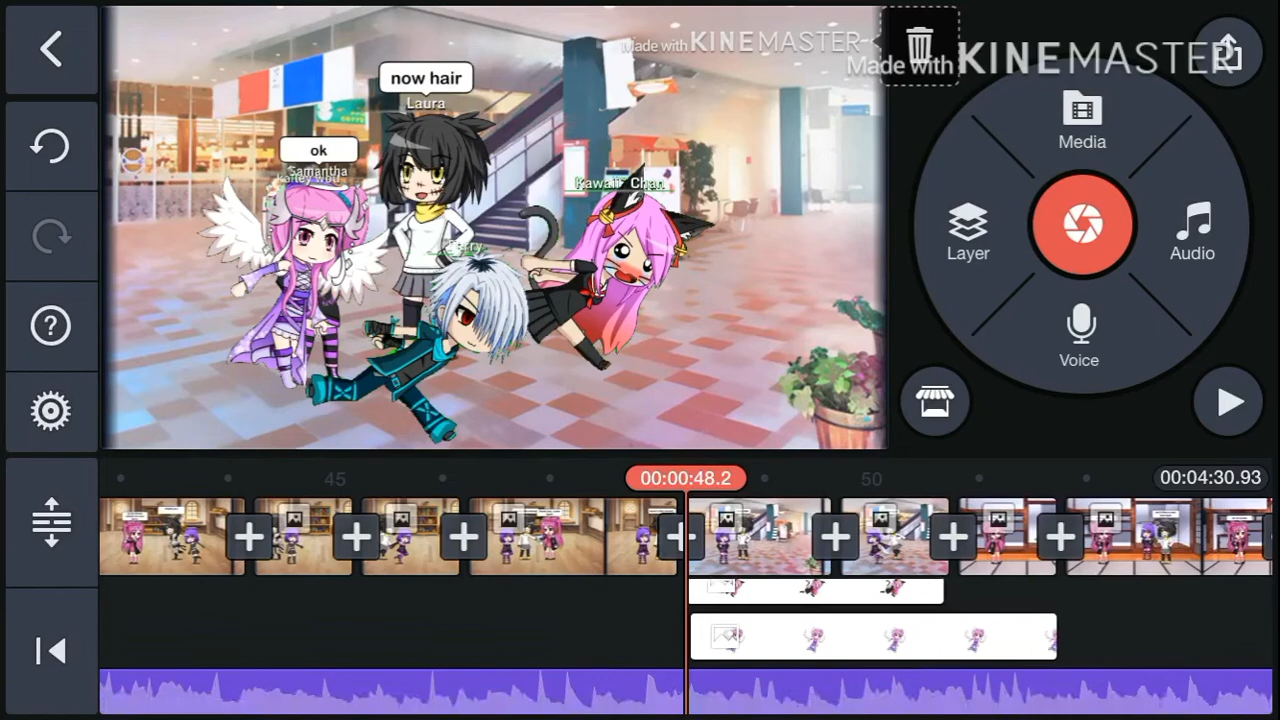 Made with KINEMASTER
Made with KINEMASTER
now hair
Laura
ok
Samantha
Kawaii Chan
Media
Layer
Audio
Voice
45
00:00:48.2
50
00:04:30.93